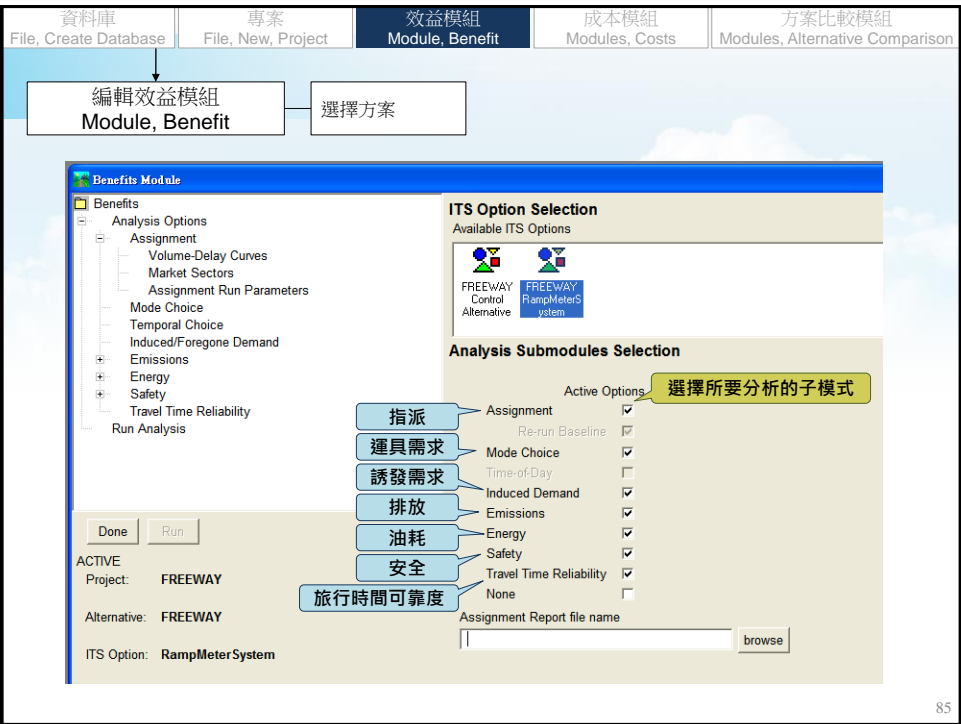 資料庫
File, Create Database
專案
File, New, Project
效益模組
Module, Benefit
成本模組
Modules, Costs
方案比較模組
Modules, Alternative Comparison
編輯效益模組
Module, Benefit
選擇方案
Benefits Module
Benefits
Analysis Options
Assignment
Volume-Delay Curves
Market Sectors
Assignment Run Parameters
Mode Choice
Temporal Choice
Induced/Foregone Demand
Emissions
Energy
Safety
Travel Time Reliability
Run Analysis
Done
Run
ACTIVE
Project: FREEWAY
Alternative: FREEWAY
ITS Option: RampMeterSystem
ITS Option Selection
Available ITS Options
FREEWAY
Control
Alternative
FREEWAY
RampMeterS
ystem
Analysis Submodules Selection
Active Options
選擇所要分析的子模式
指派
Assignment
Re-run Baseline
運具需求
Mode Choice
Time-of-Day
誘發需求
Induced Demand
排放
Emissions
油耗
Energy
安全
Safety
旅行時間可靠度
Travel Time Reliability
None
Assignment Report file name
browse
85